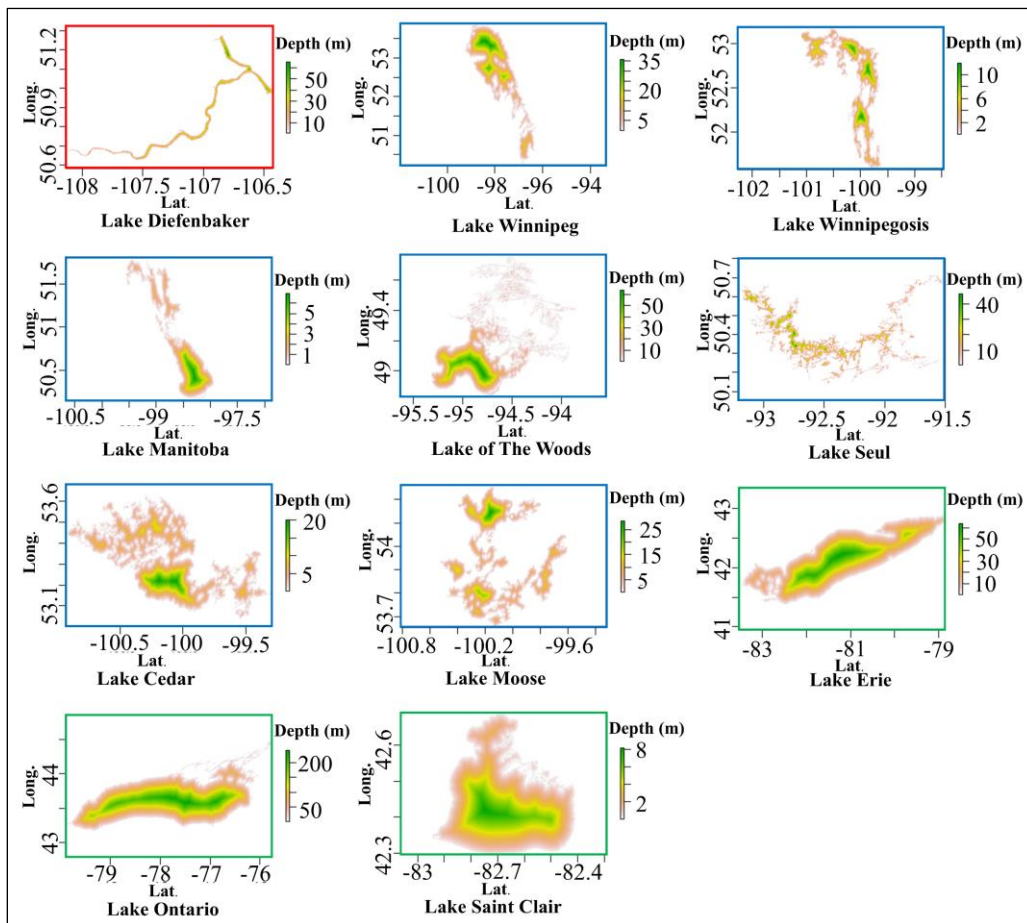 Depth (m)
50
30
10
Long.
51.2
50.9
50.6
-108
-107.5
-107
-106.5
Lat.
Lake Diefenbaker
Depth (m)
35
20
5
Long.
53
52
51
-100
-98
-96
-94
Lat.
Lake Winnipeg
Depth (m)
10
6
2
Long.
53
52.5
52
-102
-101
-100
-99
Lat.
Lake Winnipegosis
Depth (m)
5
3
1
Long.
51.5
51
50.5
-100.5
-99
-97.5
Lat.
Lake Manitoba
Depth (m)
50
30
10
Long.
49.4
49
-95.5
-95
-94.5
-94
Lat.
Lake of The Woods
Depth (m)
40
10
Long.
50.7
50.4
50.1
-93
-92.5
-92
-91.5
Lat.
Lake Seul
Depth (m)
20
5
Long.
53.6
53.1
-100.5
-100
-99.5
Lat.
Lake Cedar
Depth (m)
25
15
5
Long.
54
53.7
-100.8
-100.2
-99.6
Lat.
Lake Moose
Depth (m)
50
30
10
Long.
43
42
41
-83
-81
-79
Lat.
Lake Erie
Depth (m)
200
50
Long.
44
43
-79
-78
-77
-76
Lat.
Lake Ontario
Depth (m)
8
2
Long.
42.6
42.3
-83
-82.7
-82.4
Lat.
Lake Saint Clair